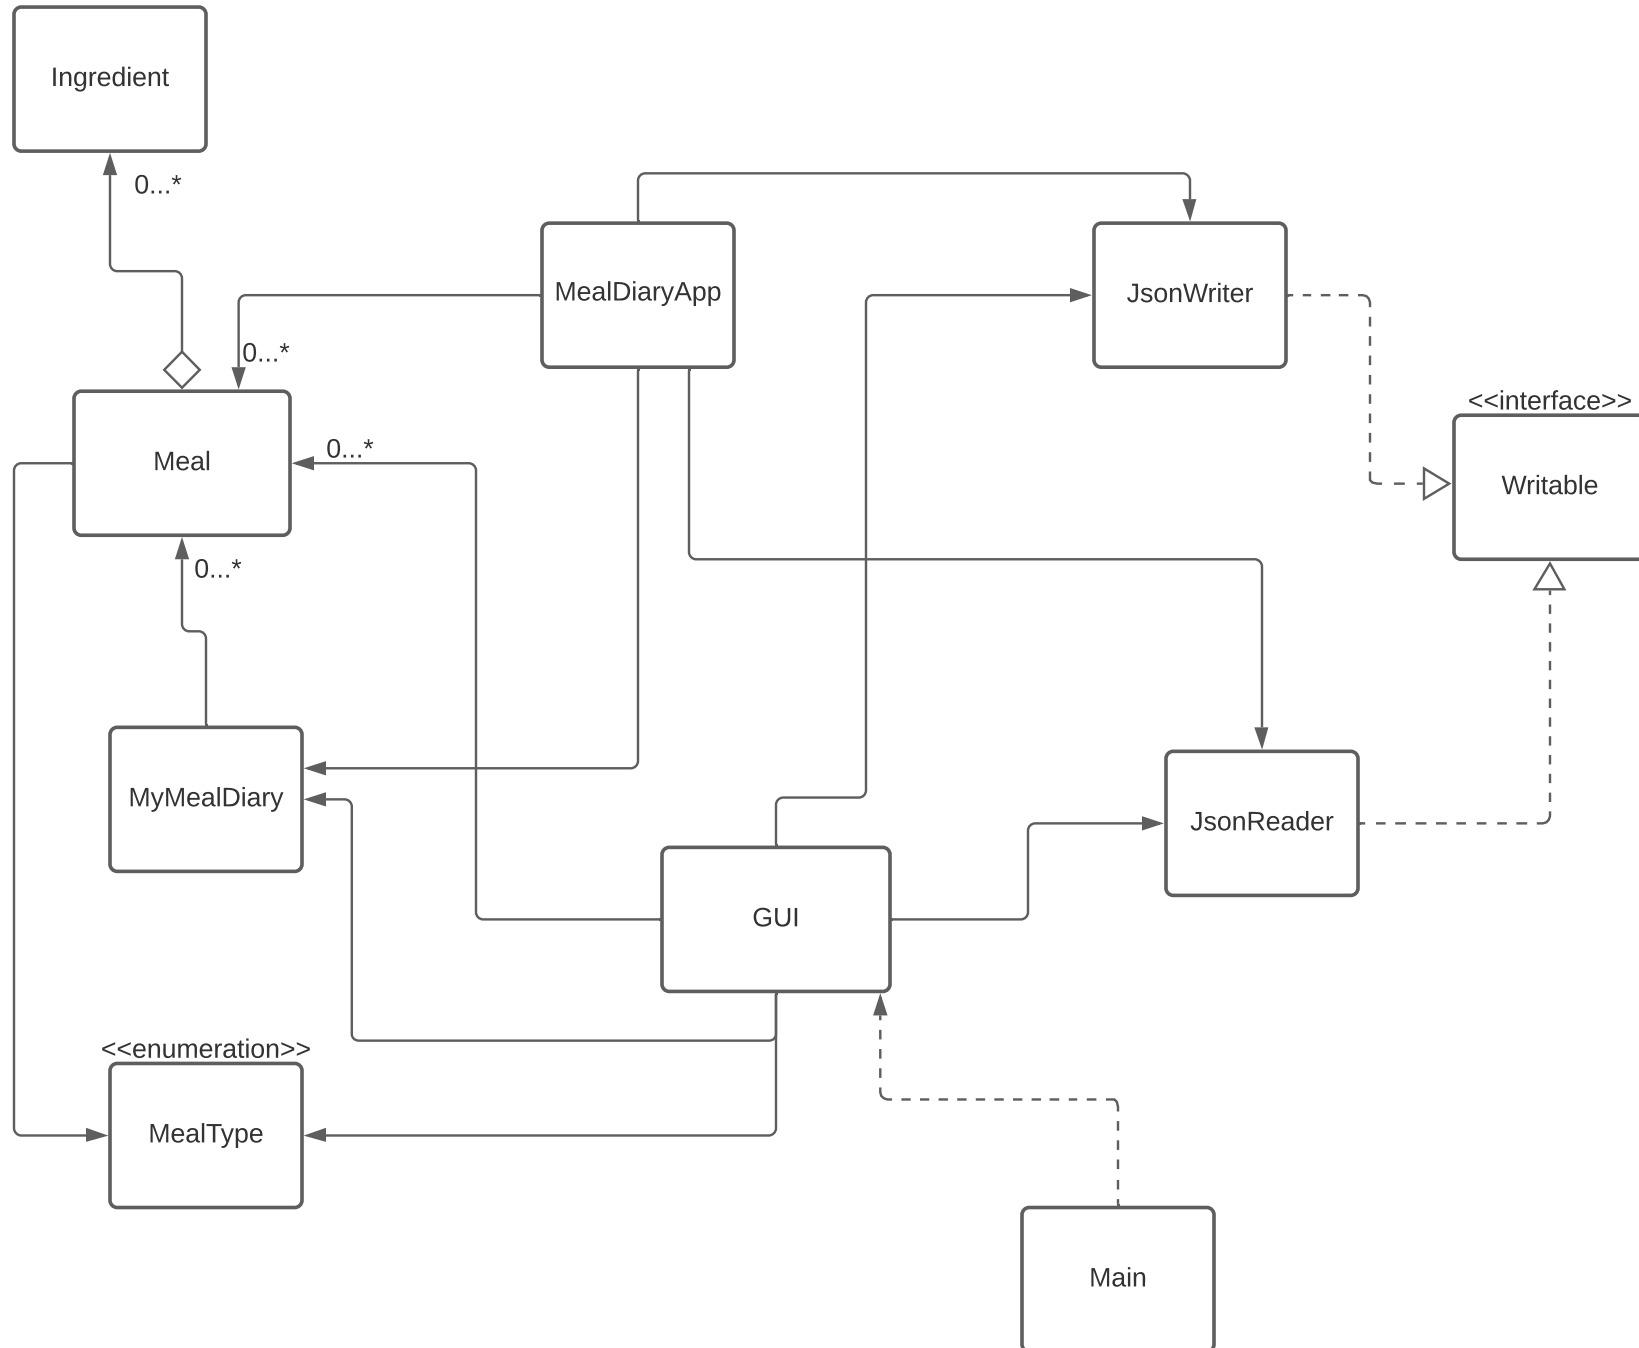 Ingredient
0...*
MealDiaryApp
JsonWriter
0...*
<<interface>>
0...*
Meal
Writable
0...*
MyMealDiary
JsonReader
GUI
<<enumeration>>
MealType
Main